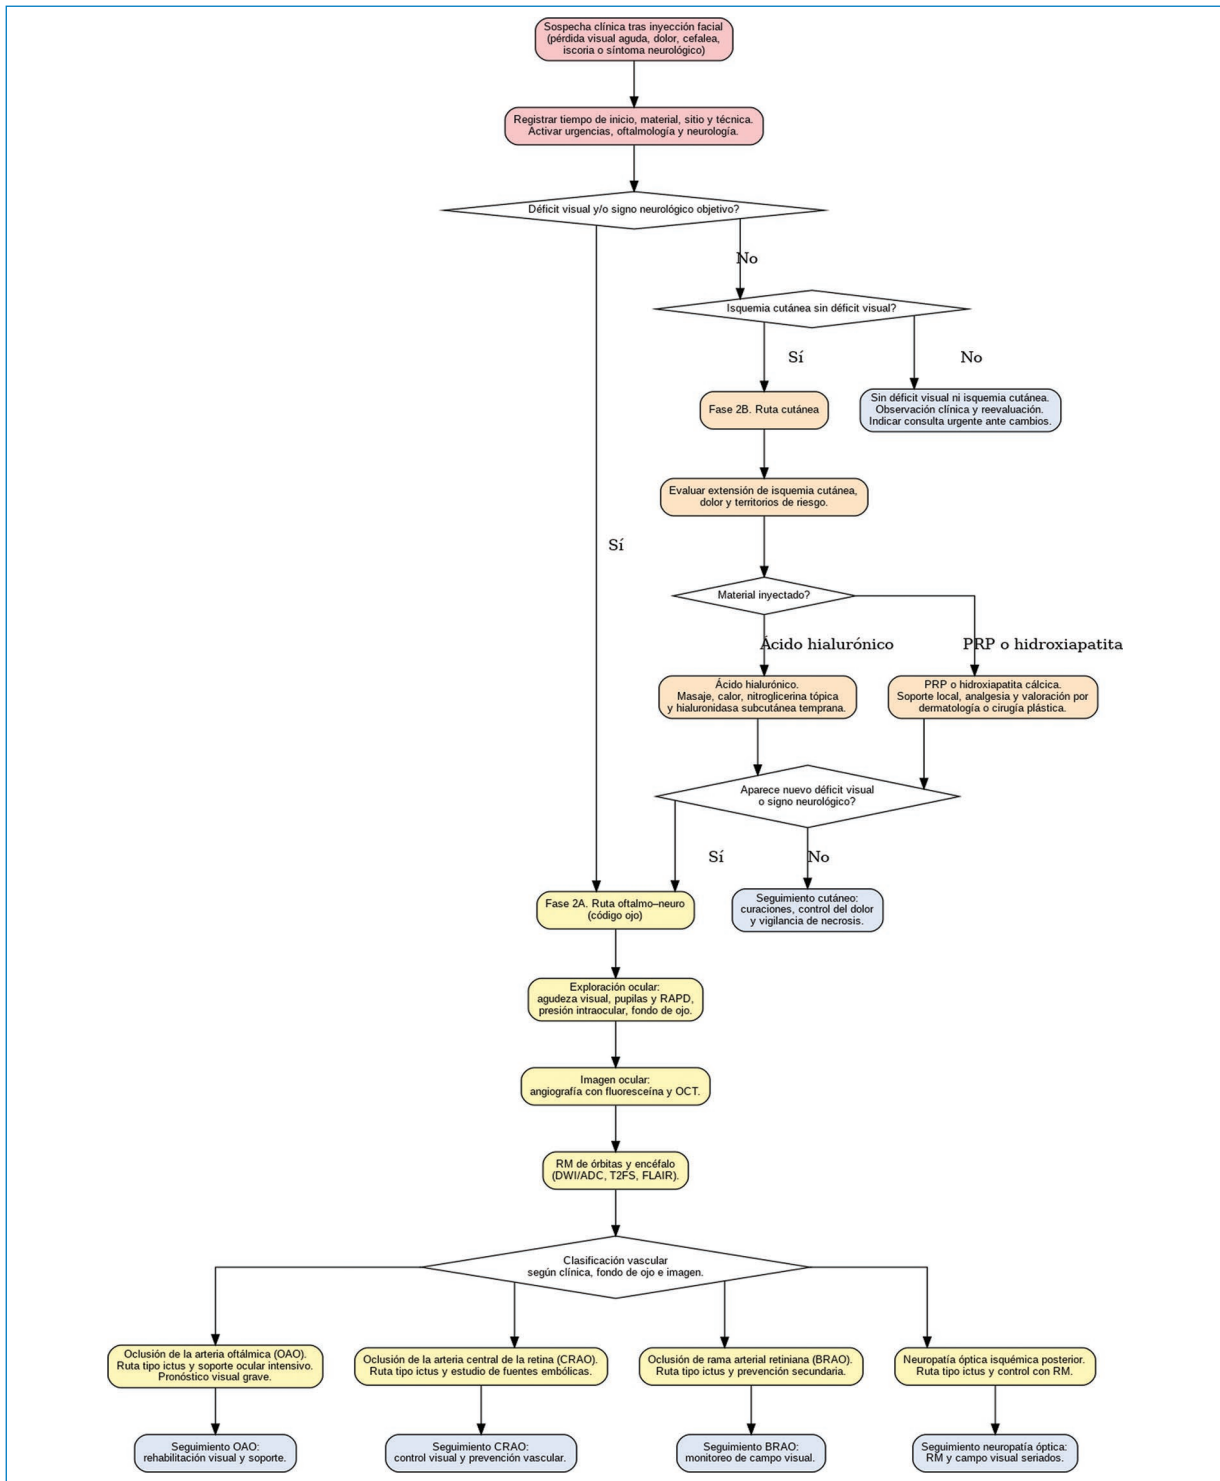 Sospecha clínica tras inyección facial
(pérdida visual aguda, dolor, cefalea,
iscoria o síntoma neurológico)
Registrar tiempo de inicio, material, sitio y técnica.
Activar urgencias, oftalmología y neurología.
Déficit visual y/o signo neurológico objetivo?
No
Isquemia cutánea sin déficit visual?
Sí
No
Fase 2B. Ruta cutánea
Sin déficit visual ni isquemia cutánea.
Observación clínica y reevaluación.
Indicar consulta urgente ante cambios.
Evaluar extensión de isquemia cutánea,
dolor y territorios de riesgo.
Sí
Material inyectado?
Ácido hialurónico
PRP o hidroxiapatita
Ácido hialurónico.
Masaje, calor, nitroglicerina tópica
y hialuronidasa subcutánea temprana.
PRP o hidroxiapatita cálcica.
Soporte local, analgesia y valoración por
dermatología o cirugía plástica.
Aparece nuevo déficit visual
o signo neurológico?
Sí
No
Fase 2A. Ruta oftalmo–neuro
(código ojo)
Seguimiento cutáneo:
curaciones, control del dolor
y vigilancia de necrosis.
Exploración ocular:
agudeza visual, pupilas y RAPD,
presión intraocular, fondo de ojo.
Imagen ocular:
angiografía con fluoresceína y OCT.
RM de órbitas y encéfalo
(DWI/ADC, T2FS, FLAIR).
Clasificación vascular
según clínica, fondo de ojo e imagen.
Oclusión de la arteria oftálmica (OAO).
Ruta tipo ictus y soporte ocular intensivo.
Pronóstico visual grave.
Oclusión de la arteria central de la retina (CRAO).
Ruta tipo ictus y estudio de fuentes embólicas.
Oclusión de rama arterial retiniana (BRAO).
Ruta tipo ictus y prevención secundaria.
Neuropatía óptica isquémica posterior.
Ruta tipo ictus y control con RM.
Seguimiento OAO:
rehabilitación visual y soporte.
Seguimiento CRAO:
control visual y prevención vascular.
Seguimiento BRAO:
monitoreo de campo visual.
Seguimiento neuropatía óptica:
RM y campo visual seriados.